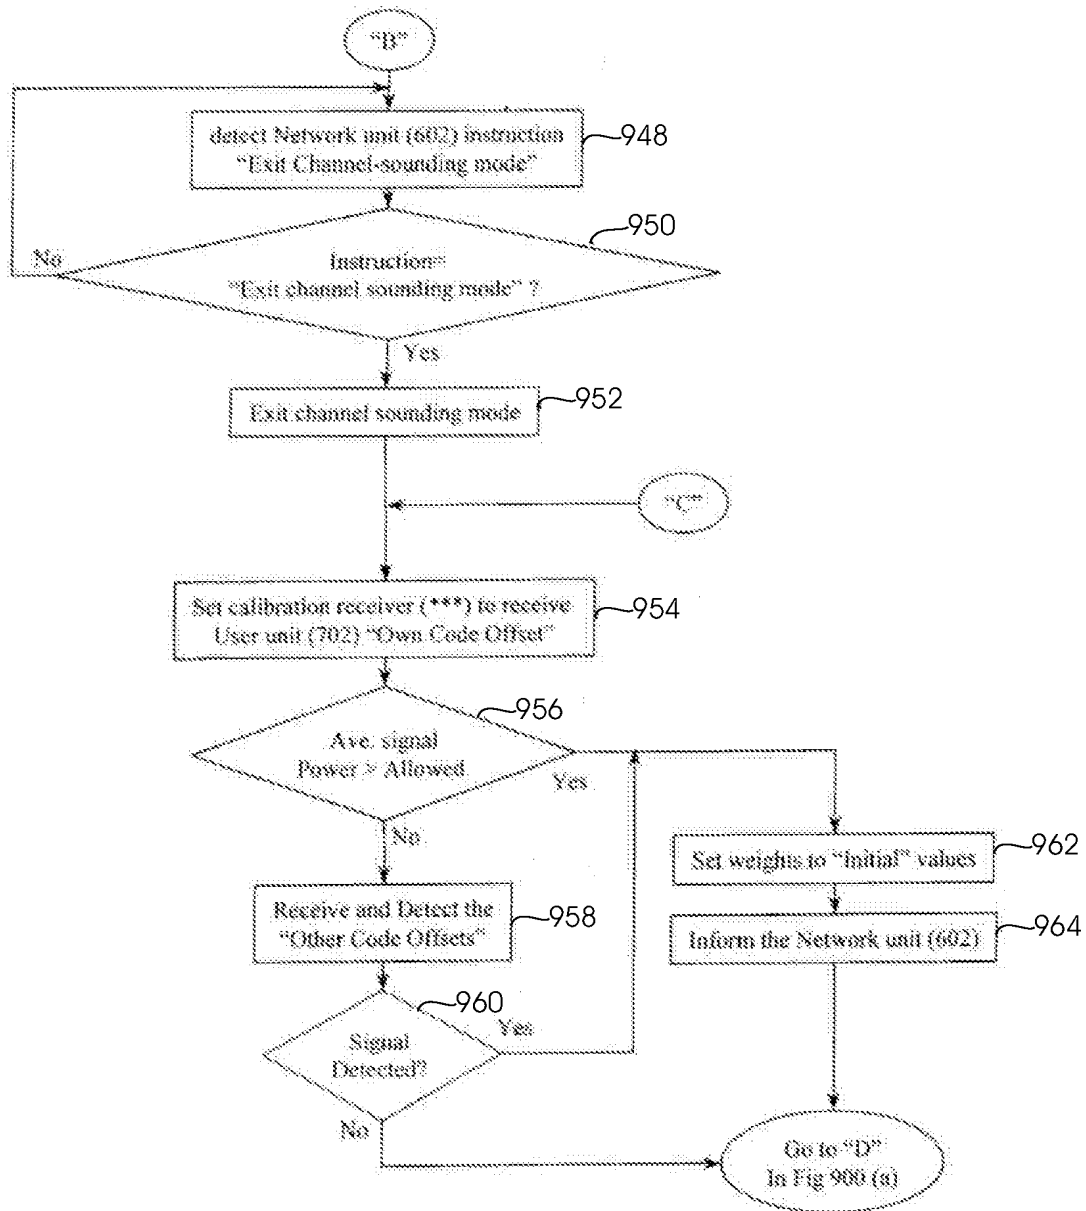 "B"
detect Network unit (602) instruction
"Exit Channel-sounding mode"
948
950
No
Instruction=
"Exit channel sounding mode" ?
Yes
Exit channel sounding mode
952
"C"
Set calibration receiver (***) to receive
User unit (702) "Own Code Offset"
954
956
Ave. signal
Power > Allowed
Yes
No
Set weights to "Initial" values
962
Receive and Detect the
"Other Code Offsets"
958
Inform the Network unit (602)
964
960
Yes
Signal
Detected?
No
Go to "D"
In Fig 900 (a)